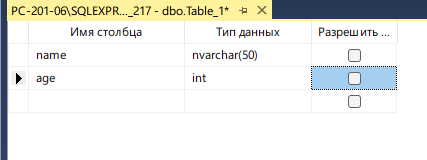 PC-201-06\SQLEXPR..._217 - dbo.Table_1*
Имя столбца Тип данных Разрешить ...
name nvarchar(50)
age int